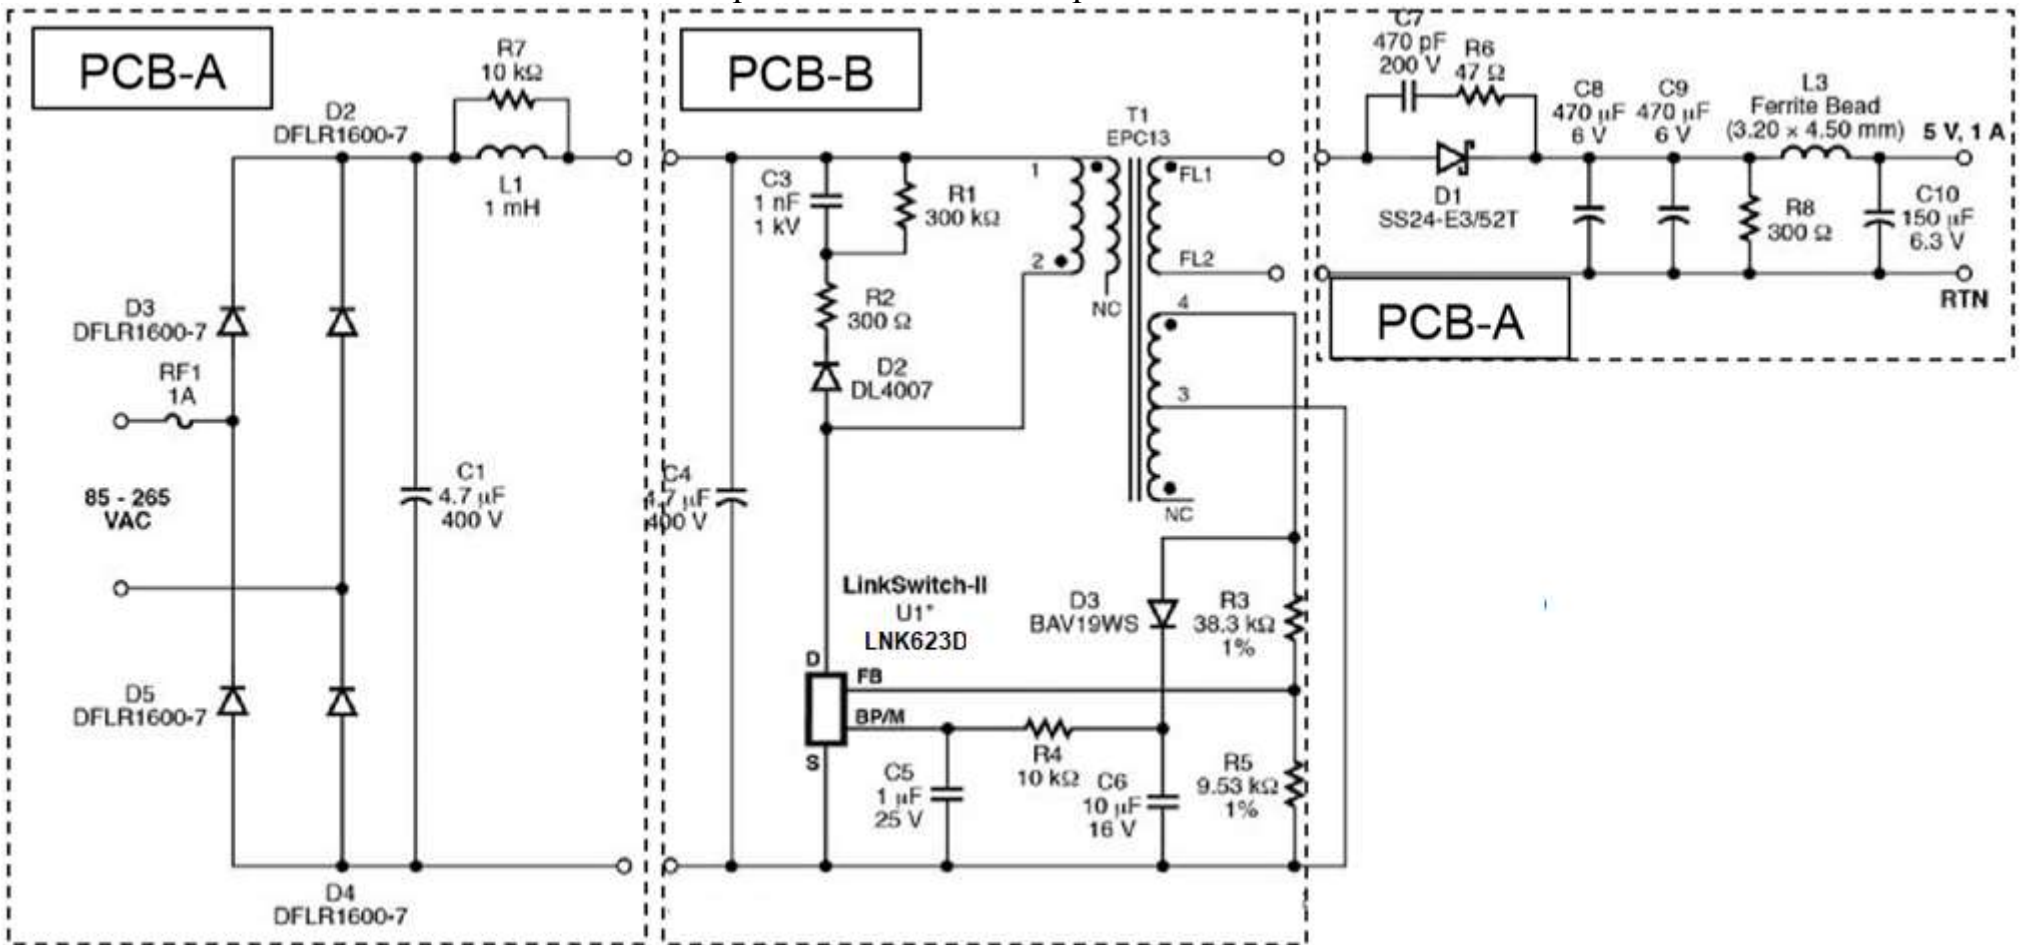 PCB-A
R7
10 kΩ
D2
DFLR1600-7
L1
1 mH
D3
DFLR1600-7
RF1
1A
85 - 265
VAC
C1
4.7 µF
400 V
D5
DFLR1600-7
D4
DFLR1600-7
PCB-B
C4
4.7 µF
400 V
C3
1 nF
1 kV
R1
300 kΩ
R2
300 Ω
D2
DL4007
T1
EPC13
1
2
NC
FL1
FL2
4
3
NC
LinkSwitch-II
U1*
LNK623D
D
FB
BP/M
S
D3
BAV19WS
R3
38.3 kΩ
1%
R4
10 kΩ
C5
1 µF
25 V
C6
10 µF
16 V
R5
9.53 kΩ
1%
C7
470 pF
200 V
R6
47 Ω
D1
SS24-E3/52T
C8
470 µF
6 V
C9
470 µF
6 V
L3
Ferrite Bead
(3.20 × 4.50 mm)
5 V, 1 A
R8
300 Ω
C10
150 µF
6.3 V
RTN
PCB-A